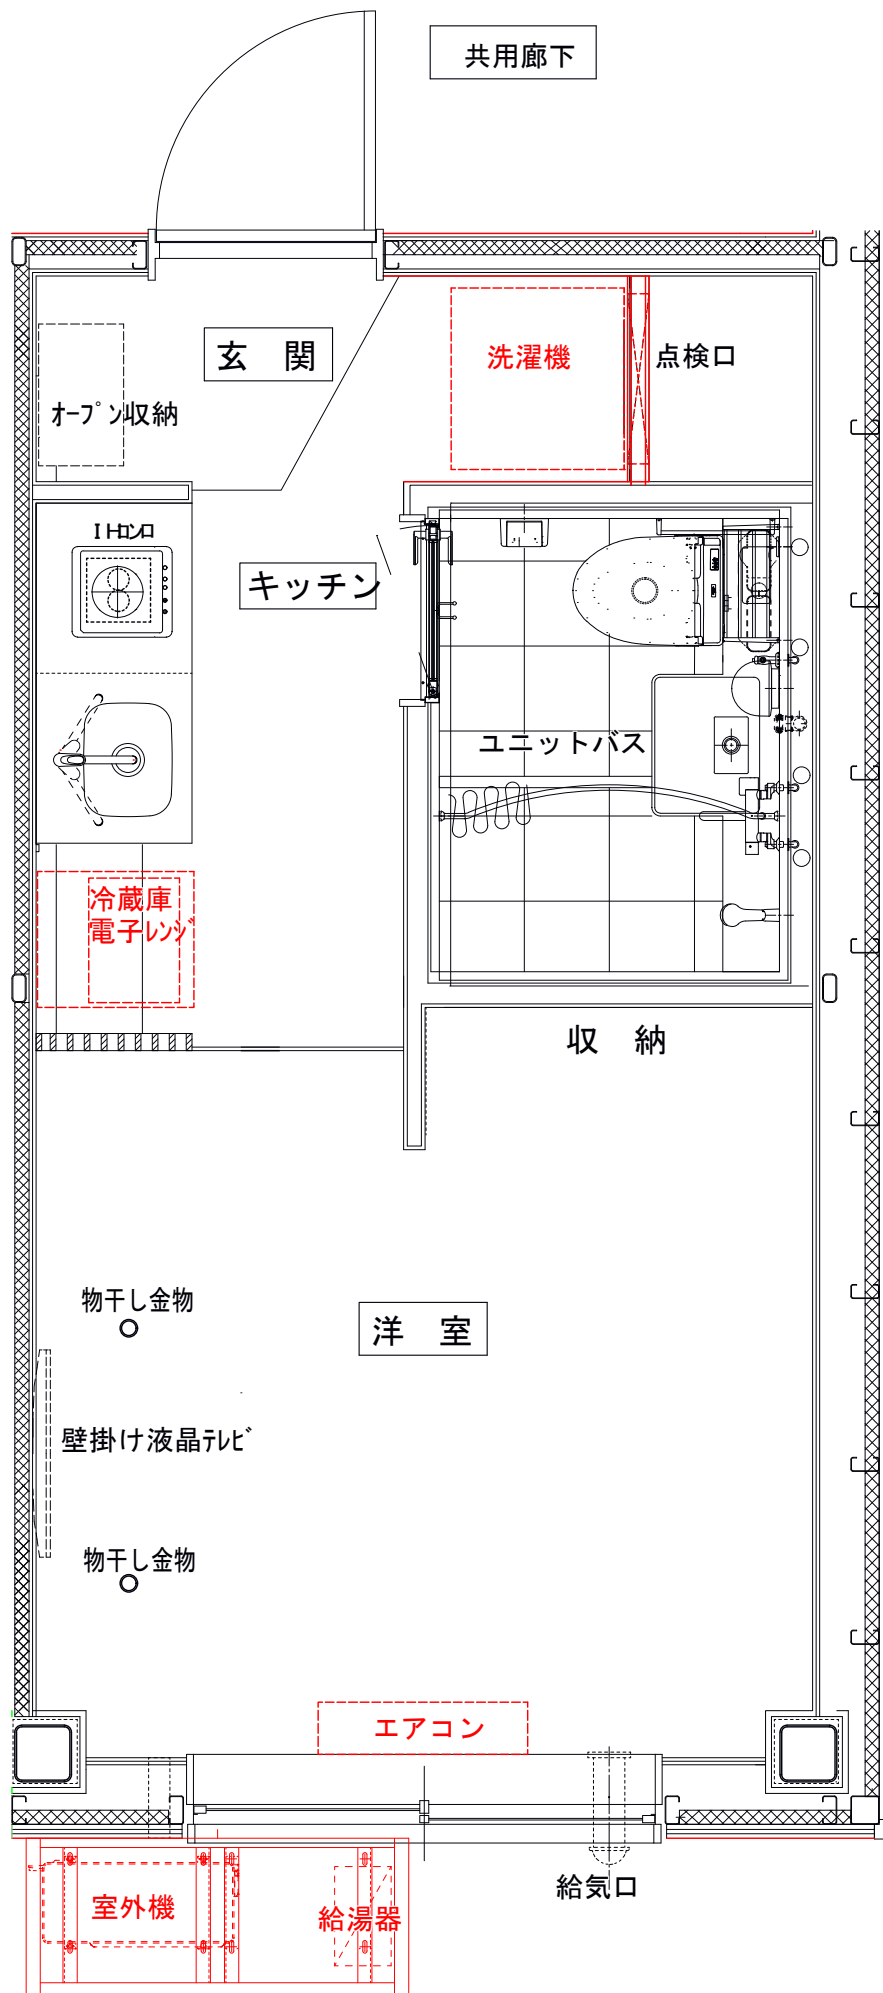 共用廊下
玄 関
洗濯機
点検口
オープン収納
IHコンロ
キッチン
ユニットバス
冷蔵庫
電子レンジ
収 納
物干し金物
洋 室
壁掛け液晶テレビ
物干し金物
エアコン
給気口
室外機
給湯器